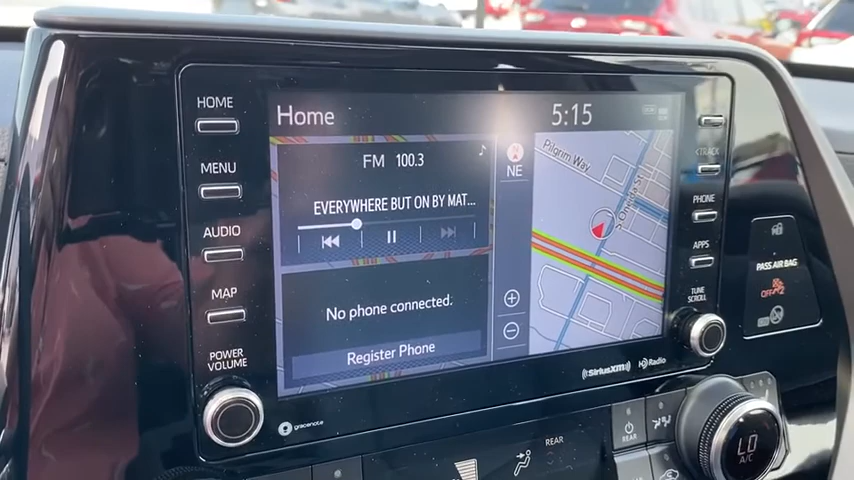 HOME
MENU
AUDIO
MAP
POWER
VOLUME
Home
5:15
FM 100.3
EVERYWHERE BUT ON BY MAT...
No phone connected.
Register Phone
NE
Pilgrim Way
TRACK
PHONE
APPS
TUNE
SCROLL
PASS AIR BAG
OFF
gracenote
SiriusXM
HD Radio
REAR
REAR
LO
A/C